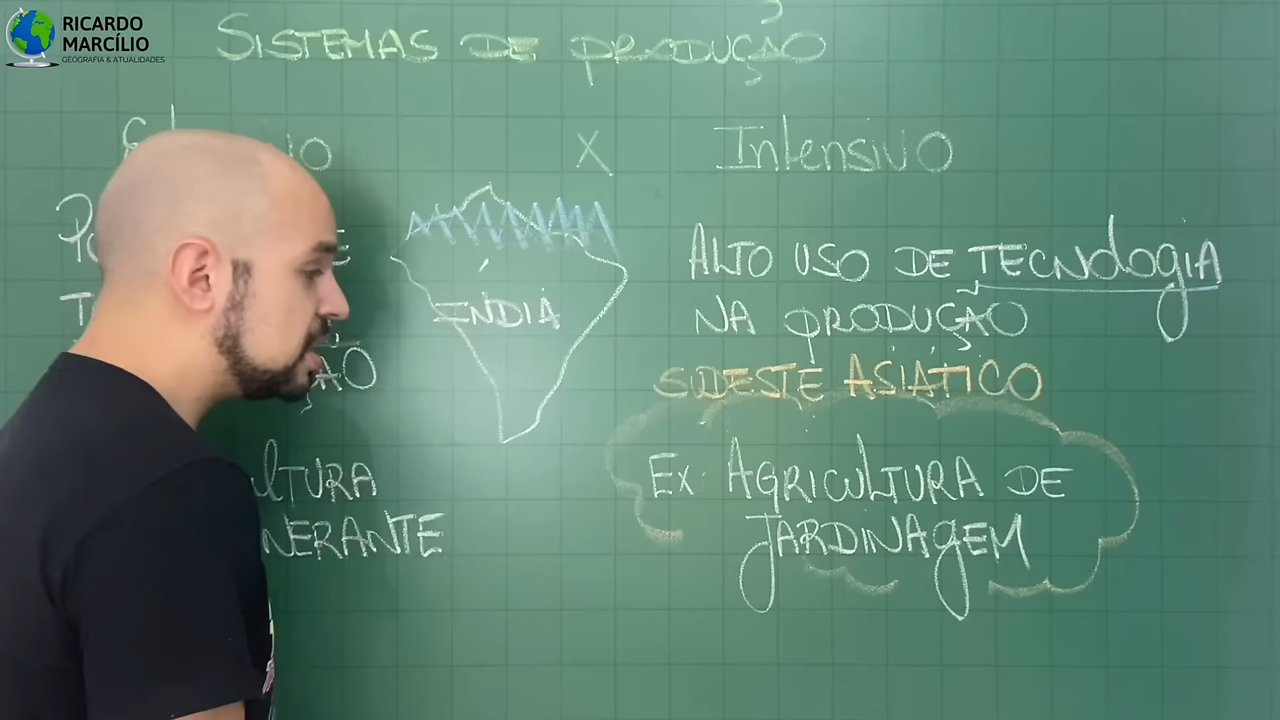 RICARDO
MARCÍLIO
GEOGRAFIA & ATUALIDADES
SISTEMAS DE PRODUÇÃO
X
Intensivo
ALTO USO DE TECNOLOGIA
NA PRODUÇÃO
ÍNDIA
SUDESTE ASIÁTICO
Ex: AGRICULTURA DE
JARDINAGEM